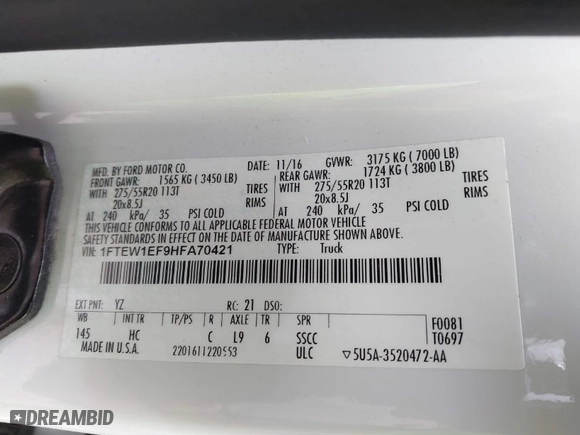 MFD. BY FORD MOTOR CO.
DATE: 11/16 GVWR: 3175 KG ( 7000 LB)
FRONT GAWR: 1565 KG ( 3450 LB) REAR GAWR: 1724 KG ( 3800 LB)
WITH 275/55R20 113T TIRES WITH 275/55R20 113T TIRES
20x8.5J RIMS 20x8.5J RIMS
AT 240 kPa/ 35 PSI COLD AT 240 kPa/ 35 PSI COLD
THIS VEHICLE CONFORMS TO ALL APPLICABLE FEDERAL MOTOR VEHICLE
SAFETY STANDARDS IN EFFECT ON THE DATE OF MANUFACTURE SHOWN ABOVE.
VIN: 1FTEW1EF9HFA70421 TYPE: Truck
EXT PNT: YZ RC: 21 DSO:
WB INT TR TP/PS R AXLE TR SPR F0081
145 HC C L9 6 SSCC T0697
MADE IN U.S.A. 2201611220553 ULC ▽5U5A-3520472-AA
DREAMBID